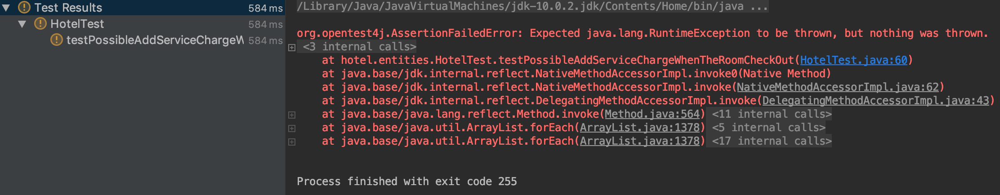 Test Results 584 ms
HotelTest 584 ms
testPossibleAddServiceChargeW 584 ms
/Library/Java/JavaVirtualMachines/jdk-10.0.2.jdk/Contents/Home/bin/java ...
org.opentest4j.AssertionFailedError: Expected java.lang.RuntimeException to be thrown, but nothing was thrown.
<3 internal calls>
at hotel.entities.HotelTest.testPossibleAddServiceChargeWhenTheRoomCheckOut(HotelTest.java:60)
at java.base/jdk.internal.reflect.NativeMethodAccessorImpl.invoke0(Native Method)
at java.base/jdk.internal.reflect.NativeMethodAccessorImpl.invoke(NativeMethodAccessorImpl.java:62)
at java.base/jdk.internal.reflect.DelegatingMethodAccessorImpl.invoke(DelegatingMethodAccessorImpl.java:43)
at java.base/java.lang.reflect.Method.invoke(Method.java:564) <11 internal calls>
at java.base/java.util.ArrayList.forEach(ArrayList.java:1378) <5 internal calls>
at java.base/java.util.ArrayList.forEach(ArrayList.java:1378) <17 internal calls>
Process finished with exit code 255